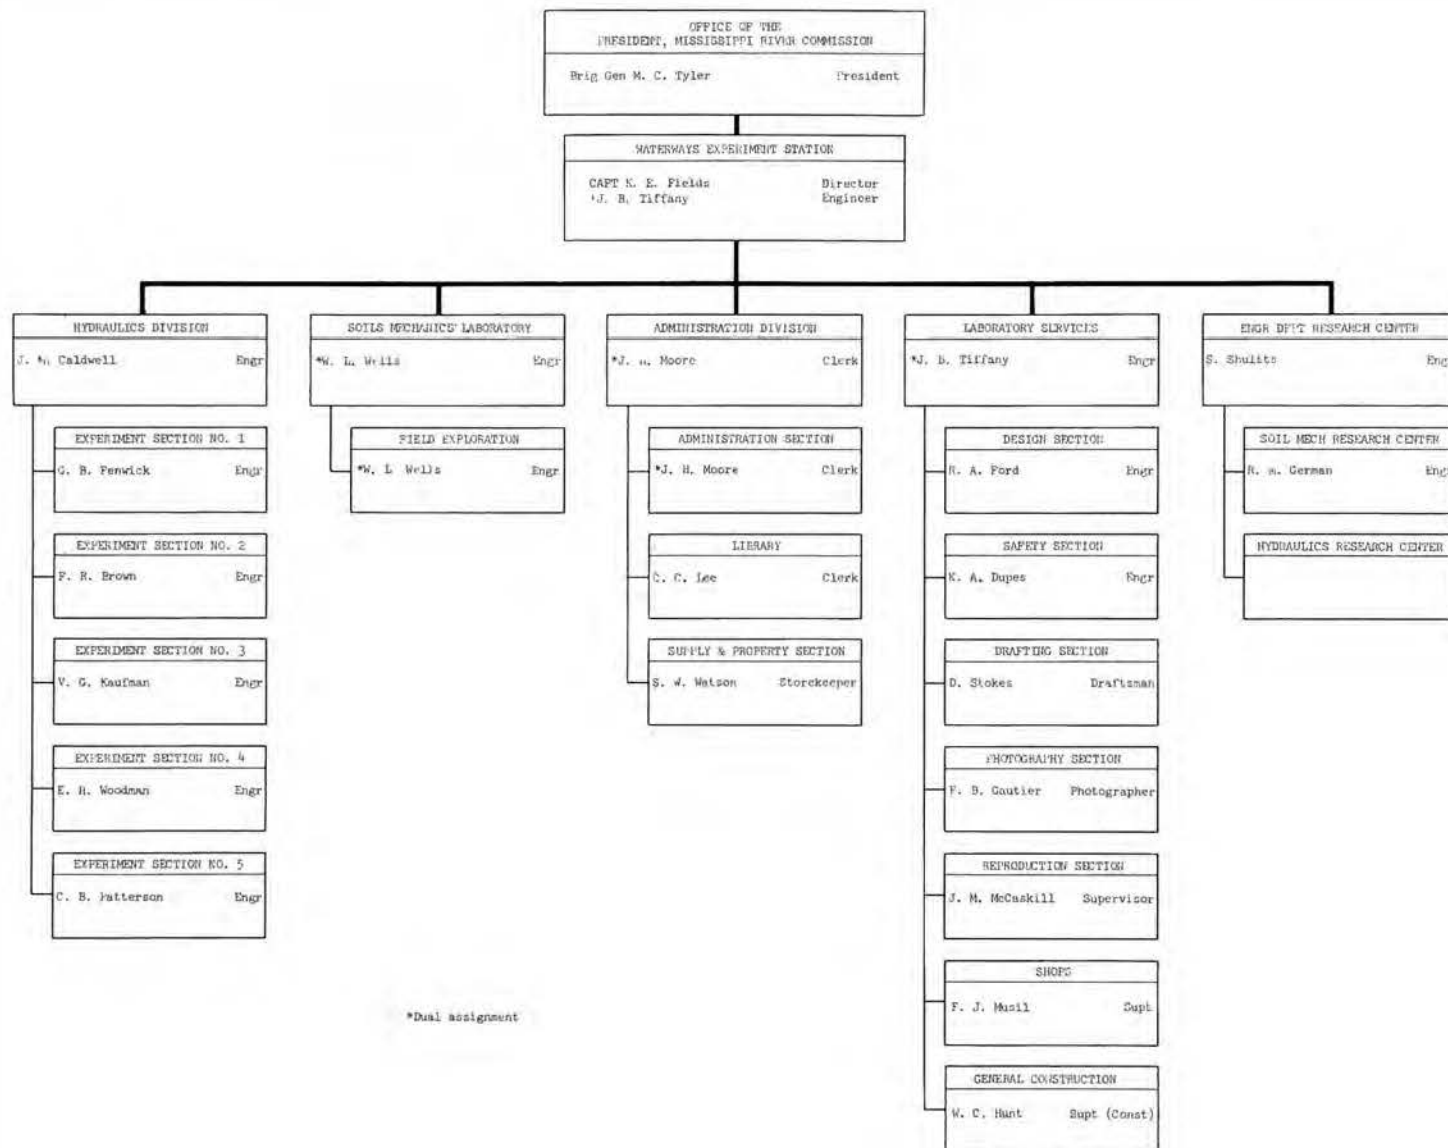 OFFICE OF THE
PRESIDENT, MISSISSIPPI RIVER COMMISSION
Brig Gen M. C. Tyler President
WATERWAYS EXPERIMENT STATION
CAPT K. E. Fields Director
*J. B. Tiffany Engineer
HYDRAULICS DIVISION
J. Caldwell Engr
EXPERIMENT SECTION NO. 1
G. B. Fenwick Engr
EXPERIMENT SECTION NO. 2
F. R. Brown Engr
EXPERIMENT SECTION NO. 3
V. G. Kaufman Engr
EXPERIMENT SECTION NO. 4
E. H. Woodman Engr
EXPERIMENT SECTION NO. 5
C. B. Patterson Engr
SOILS MECHANICS LABORATORY
*W. L. Wells Engr
FIELD EXPLORATION
*W. L Wells Engr
ADMINISTRATION DIVISION
*J. H. Moore Clerk
ADMINISTRATION SECTION
*J. H. Moore Clerk
LIBRARY
C. C. Lee Clerk
SUPPLY & PROPERTY SECTION
S. W. Watson Storekeeper
LABORATORY SERVICES
*J. B. Tiffany Engr
DESIGN SECTION
R. A. Ford Engr
SAFETY SECTION
K. A. Dupes Engr
DRAFTING SECTION
D. Stokes Draftsman
PHOTOGRAPHY SECTION
F. B. Gautier Photographer
REPRODUCTION SECTION
J. M. McCaskill Supervisor
SHOPS
F. J. Musil Supt
GENERAL CONSTRUCTION
W. C. Hunt Supt (Const)
ENGR DEPT RESEARCH CENTER
S. Shulits Engr
SOIL MECH RESEARCH CENTER
R. German Engr
HYDRAULICS RESEARCH CENTER
*Dual assignment